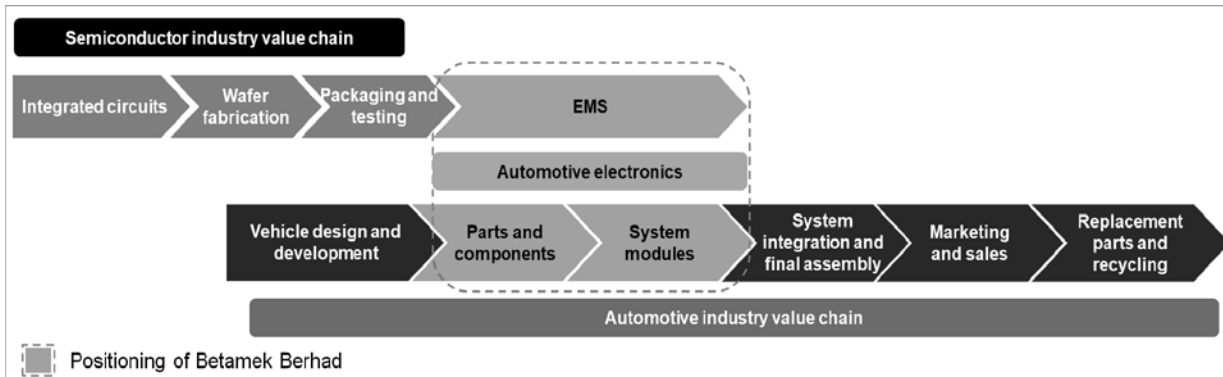 Semiconductor industry value chain
Integrated circuits
Wafer
fabrication
Packaging and
testing
EMS
Automotive electronics
Vehicle design and
development
Parts and
components
System
modules
System
integration and
final assembly
Marketing
and sales
Replacement
parts and
recycling
Automotive industry value chain
Positioning of Betamek Berhad